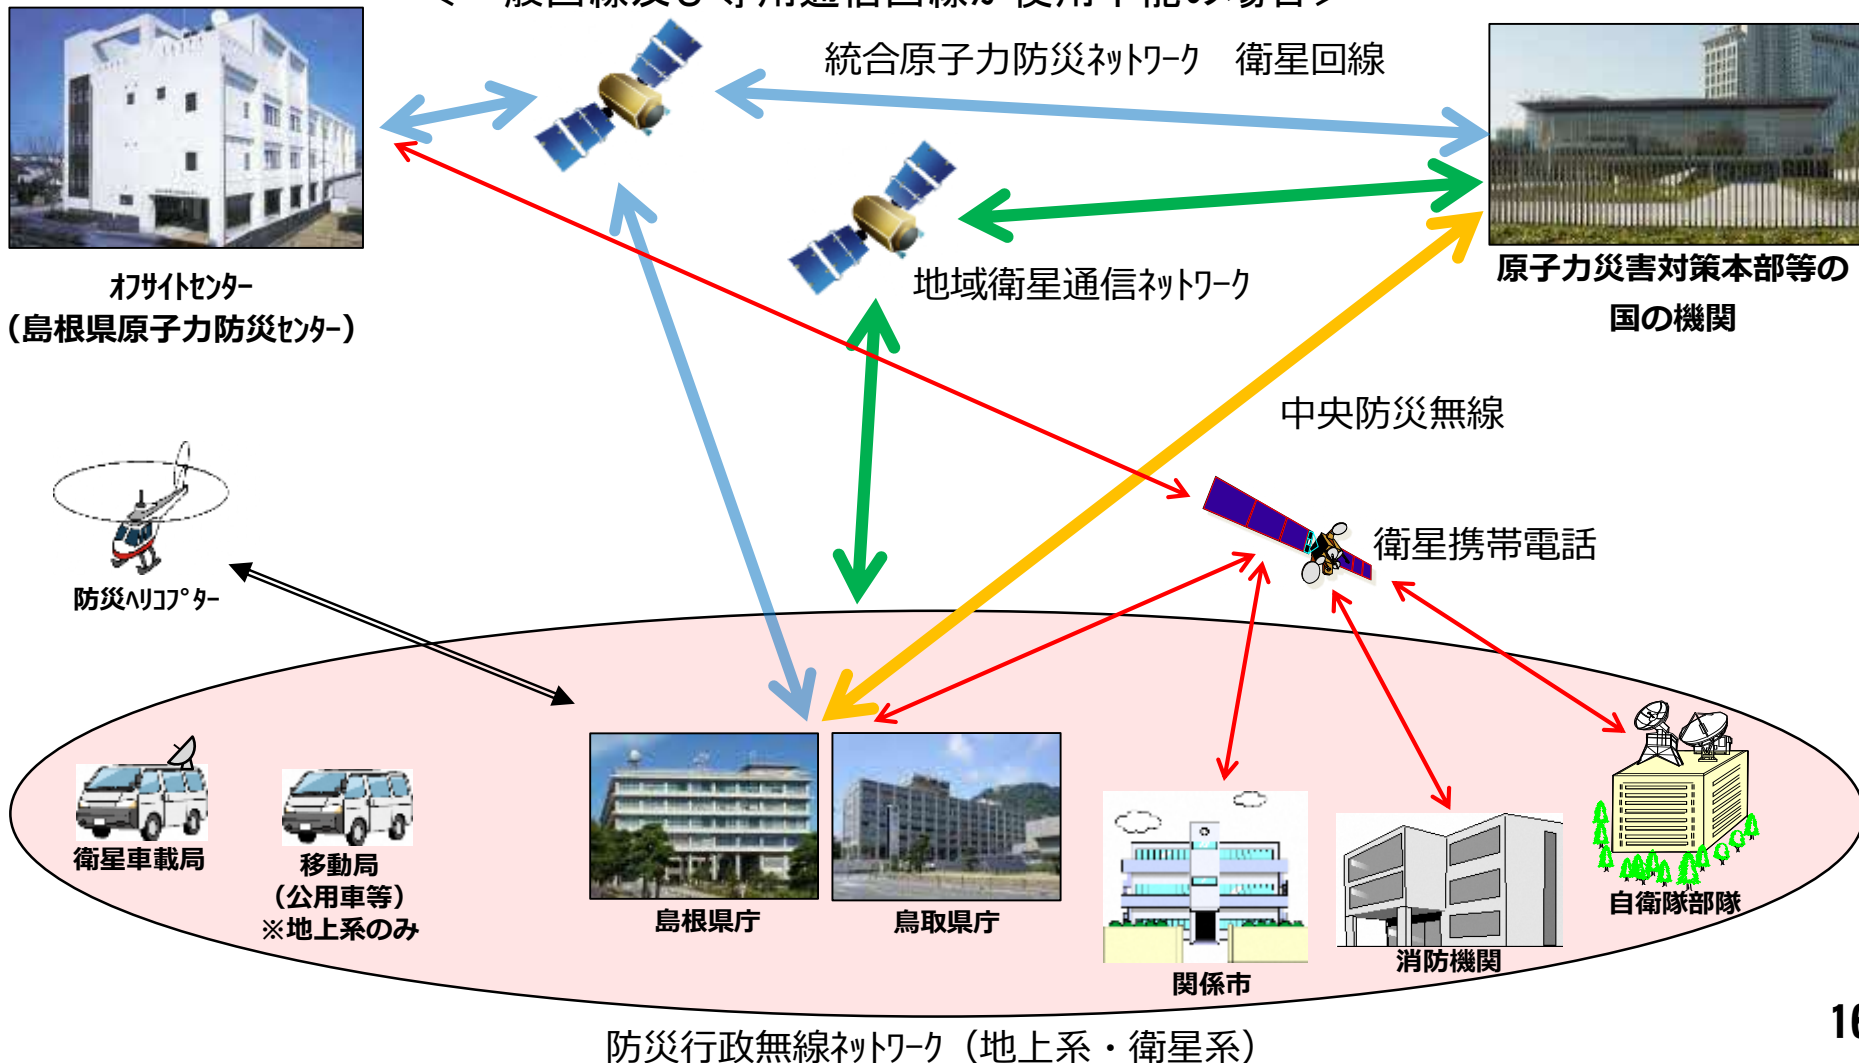 統合原子力防災ﾈｯﾄﾜｰｸ　衛星回線
ｵﾌｻｲﾄｾﾝﾀｰ
（島根県原子力防災ｾﾝﾀｰ）
地域衛星通信ﾈｯﾄﾜｰｸ
原子力災害対策本部等の
国の機関
中央防災無線
衛星携帯電話
防災ﾍﾘｺﾌﾟﾀｰ
衛星車載局
移動局
（公用車等）
※地上系のみ
島根県庁
鳥取県庁
関係市
消防機関
自衛隊部隊
防災行政無線ﾈｯﾄﾜｰｸ（地上系・衛星系）
16